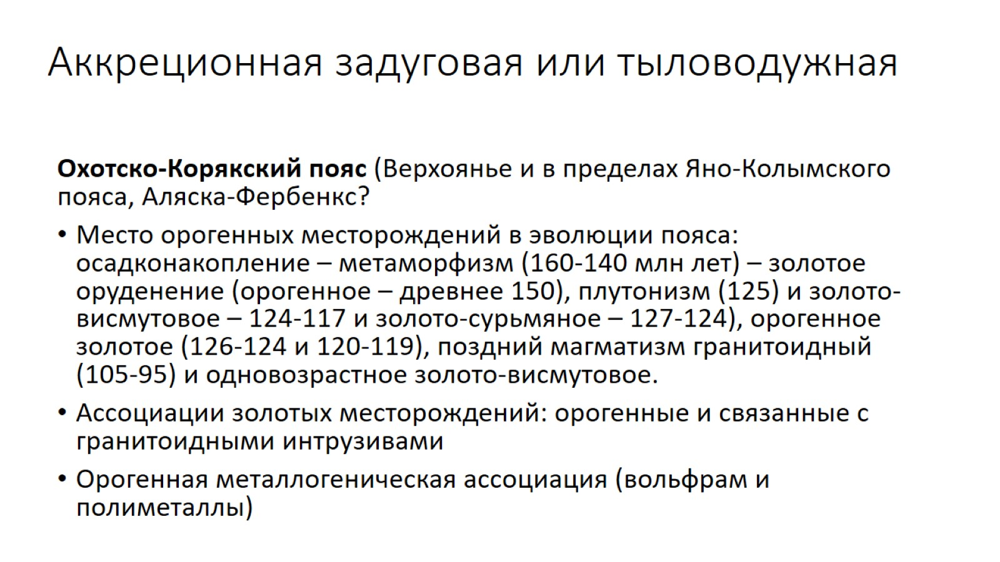 Аккреционная задуговая или тыловодужная
Охотско-Корякский пояс (Верхоянье и в пределах Яно-Колымского
пояса, Аляска-Фербенкс?
• Место орогенных месторождений в эволюции пояса:
осадконакопление – метаморфизм (160-140 млн лет) – золотое
оруденение (орогенное – древнее 150), плутонизм (125) и золото-
висмутовое – 124-117 и золото-сурьмяное – 127-124), орогенное
золотое (126-124 и 120-119), поздний магматизм гранитоидный
(105-95) и одновозрастное золото-висмутовое.
• Ассоциации золотых месторождений: орогенные и связанные с
гранитоидными интрузивами
• Орогенная металлогеническая ассоциация (вольфрам и
полиметаллы)